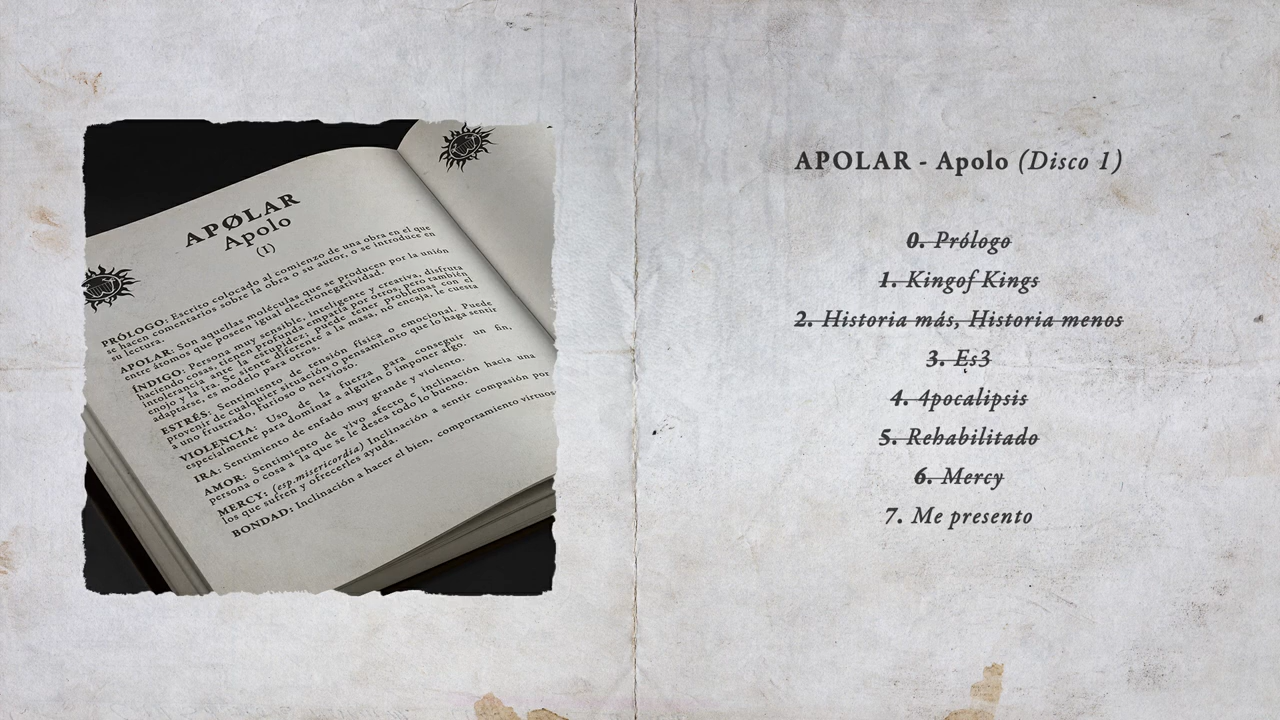 APØLAR
Apolo
(I)
PRÓLOGO: Escrito colocado al comienzo de una obra en el que
se hacen comentarios sobre la obra o su autor, o se introduce en
su lectura.
APOLAR: Son aquellas moléculas que se producen por la unión
entre átomos que poseen igual electronegatividad.
ÍNDIGO: Persona muy sensible, inteligente y creativa, disfruta
haciendo cosas, tienen profunda empatía por otros, pero también
intolerancia ante la estupidez, puede tener problemas con el
enojo y la ira. Se siente diferente a la masa, no encaja, le cuesta
adaptarse, es modelo para otros.
ESTRÉS: Sentimiento de tensión física o emocional. Puede
provenir de cualquier situación o pensamiento que lo haga sentir
a uno frustrado, furioso o nervioso.
VIOLENCIA: Uso de la fuerza para conseguir un fin,
especialmente para dominar a alguien o imponer algo.
IRA: Sentimiento de enfado muy grande y violento.
AMOR: Sentimiento de vivo afecto e inclinación hacia una
persona o cosa a la que se le desea todo lo bueno.
MERCY: (esp.misericordia) Inclinación a sentir compasión por
los que sufren y ofrecerles ayuda.
BONDAD: Inclinación a hacer el bien, comportamiento virtuos
APOLAR - Apolo (Disco 1)
0. Prólogo
1. Kingof Kings
2. Historia más, Historia menos
3. Es3
4. 4pocalipsis
5. Rehabilitado
6. Mercy
7. Me presento